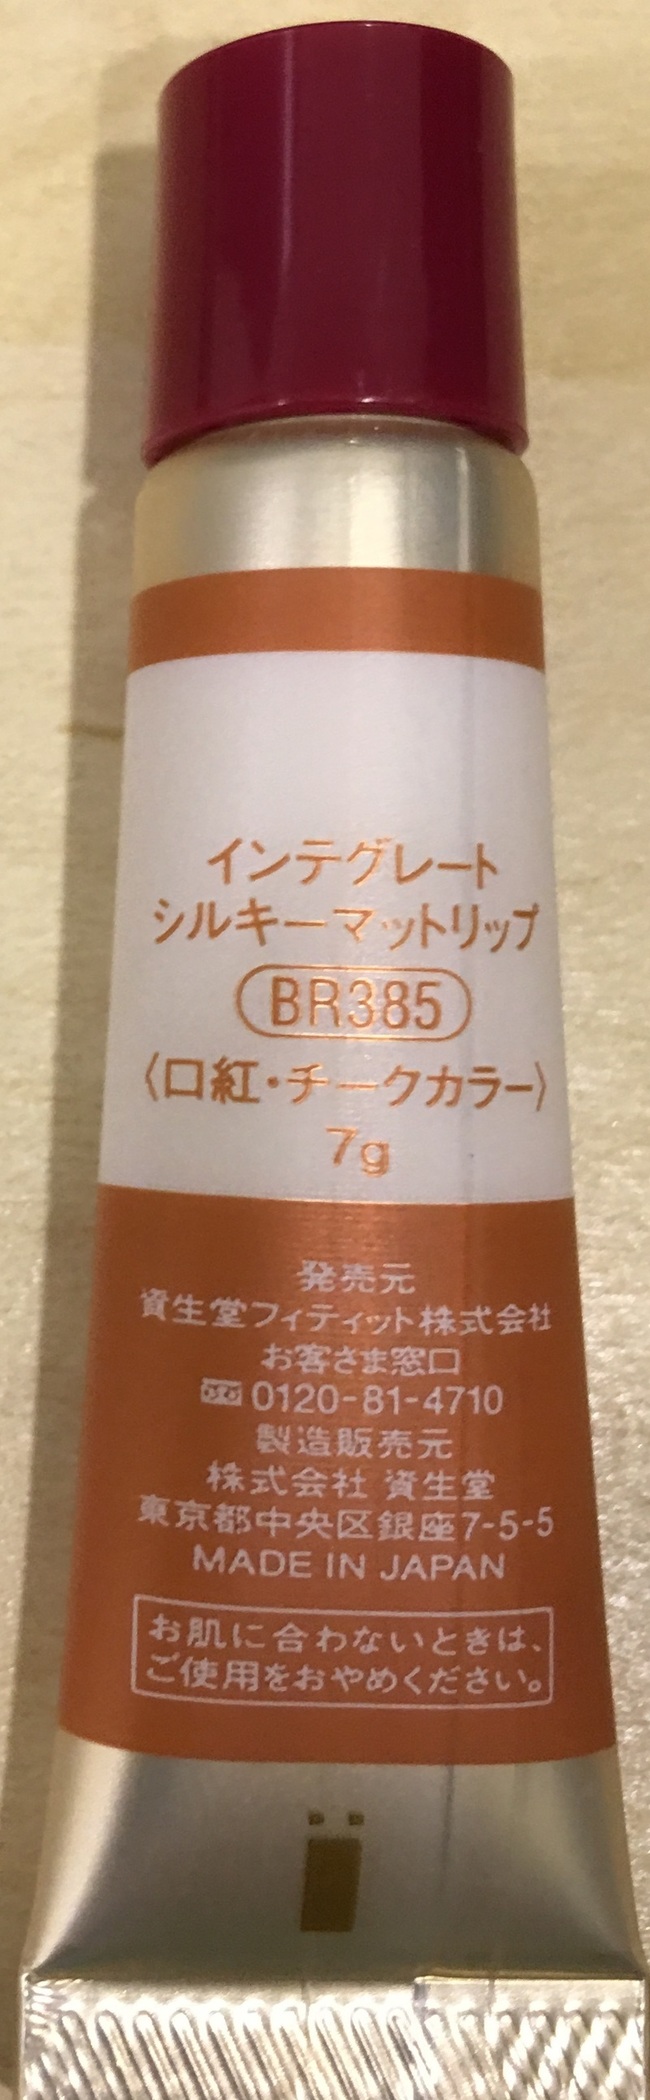 インテグレート
シルキーマットリップ
BR385
〈口紅・チークカラー〉
7g
発売元
資生堂フィティット株式会社
お客さま窓口
0120-81-4710
製造販売元
株式会社 資生堂
東京都中央区銀座7-5-5
MADE IN JAPAN
お肌に合わないときは、
ご使用をおやめください。